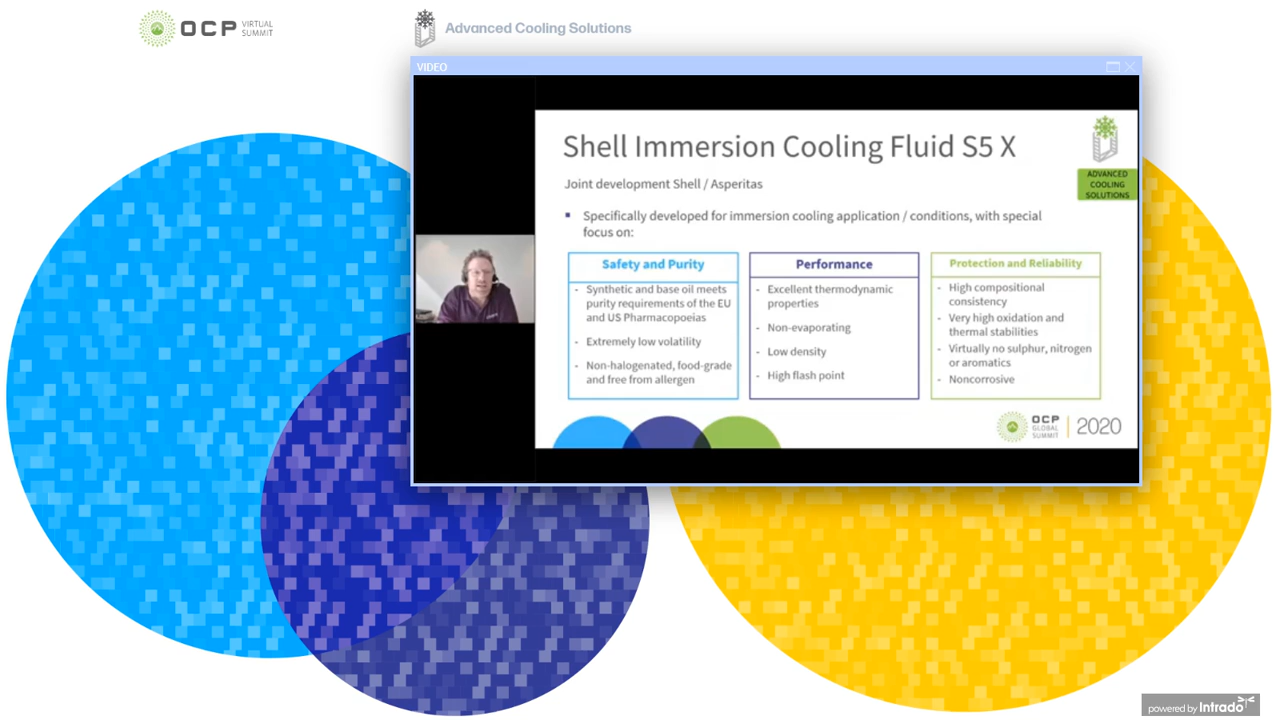 OCP VIRTUAL SUMMIT
Advanced Cooling Solutions
VIDEO
Shell Immersion Cooling Fluid S5 X
ADVANCED
COOLING
SOLUTIONS
Joint development Shell / Asperitas
▪ Specifically developed for immersion cooling application / conditions, with special
focus on:
Safety and Purity
- Synthetic and base oil meets
purity requirements of the EU
and US Pharmacopoeias
- Extremely low volatility
- Non-halogenated, food-grade
and free from allergen
Performance
- Excellent thermodynamic
properties
- Non-evaporating
- Low density
- High flash point
Protection and Reliability
- High compositional
consistency
- Very high oxidation and
thermal stabilities
- Virtually no sulphur, nitrogen
or aromatics
- Noncorrosive
OCP GLOBAL SUMMIT | 2020
powered by Intrado